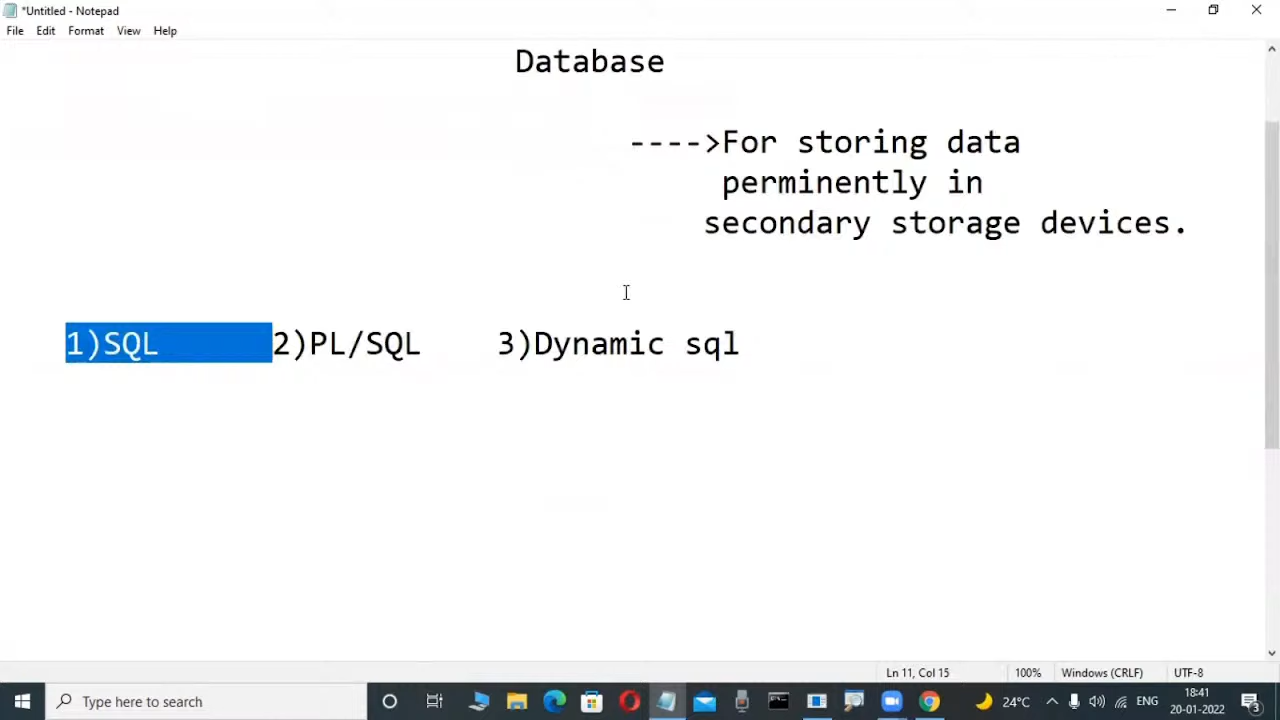 *Untitled - Notepad
File Edit Format View Help
Database
---->For storing data
perminently in
secondary storage devices.
1)SQL 2)PL/SQL 3)Dynamic sql
Ln 11, Col 15 100% Windows (CRLF) UTF-8
Type here to search
24°C ENG 18:41
20-01-2022
3